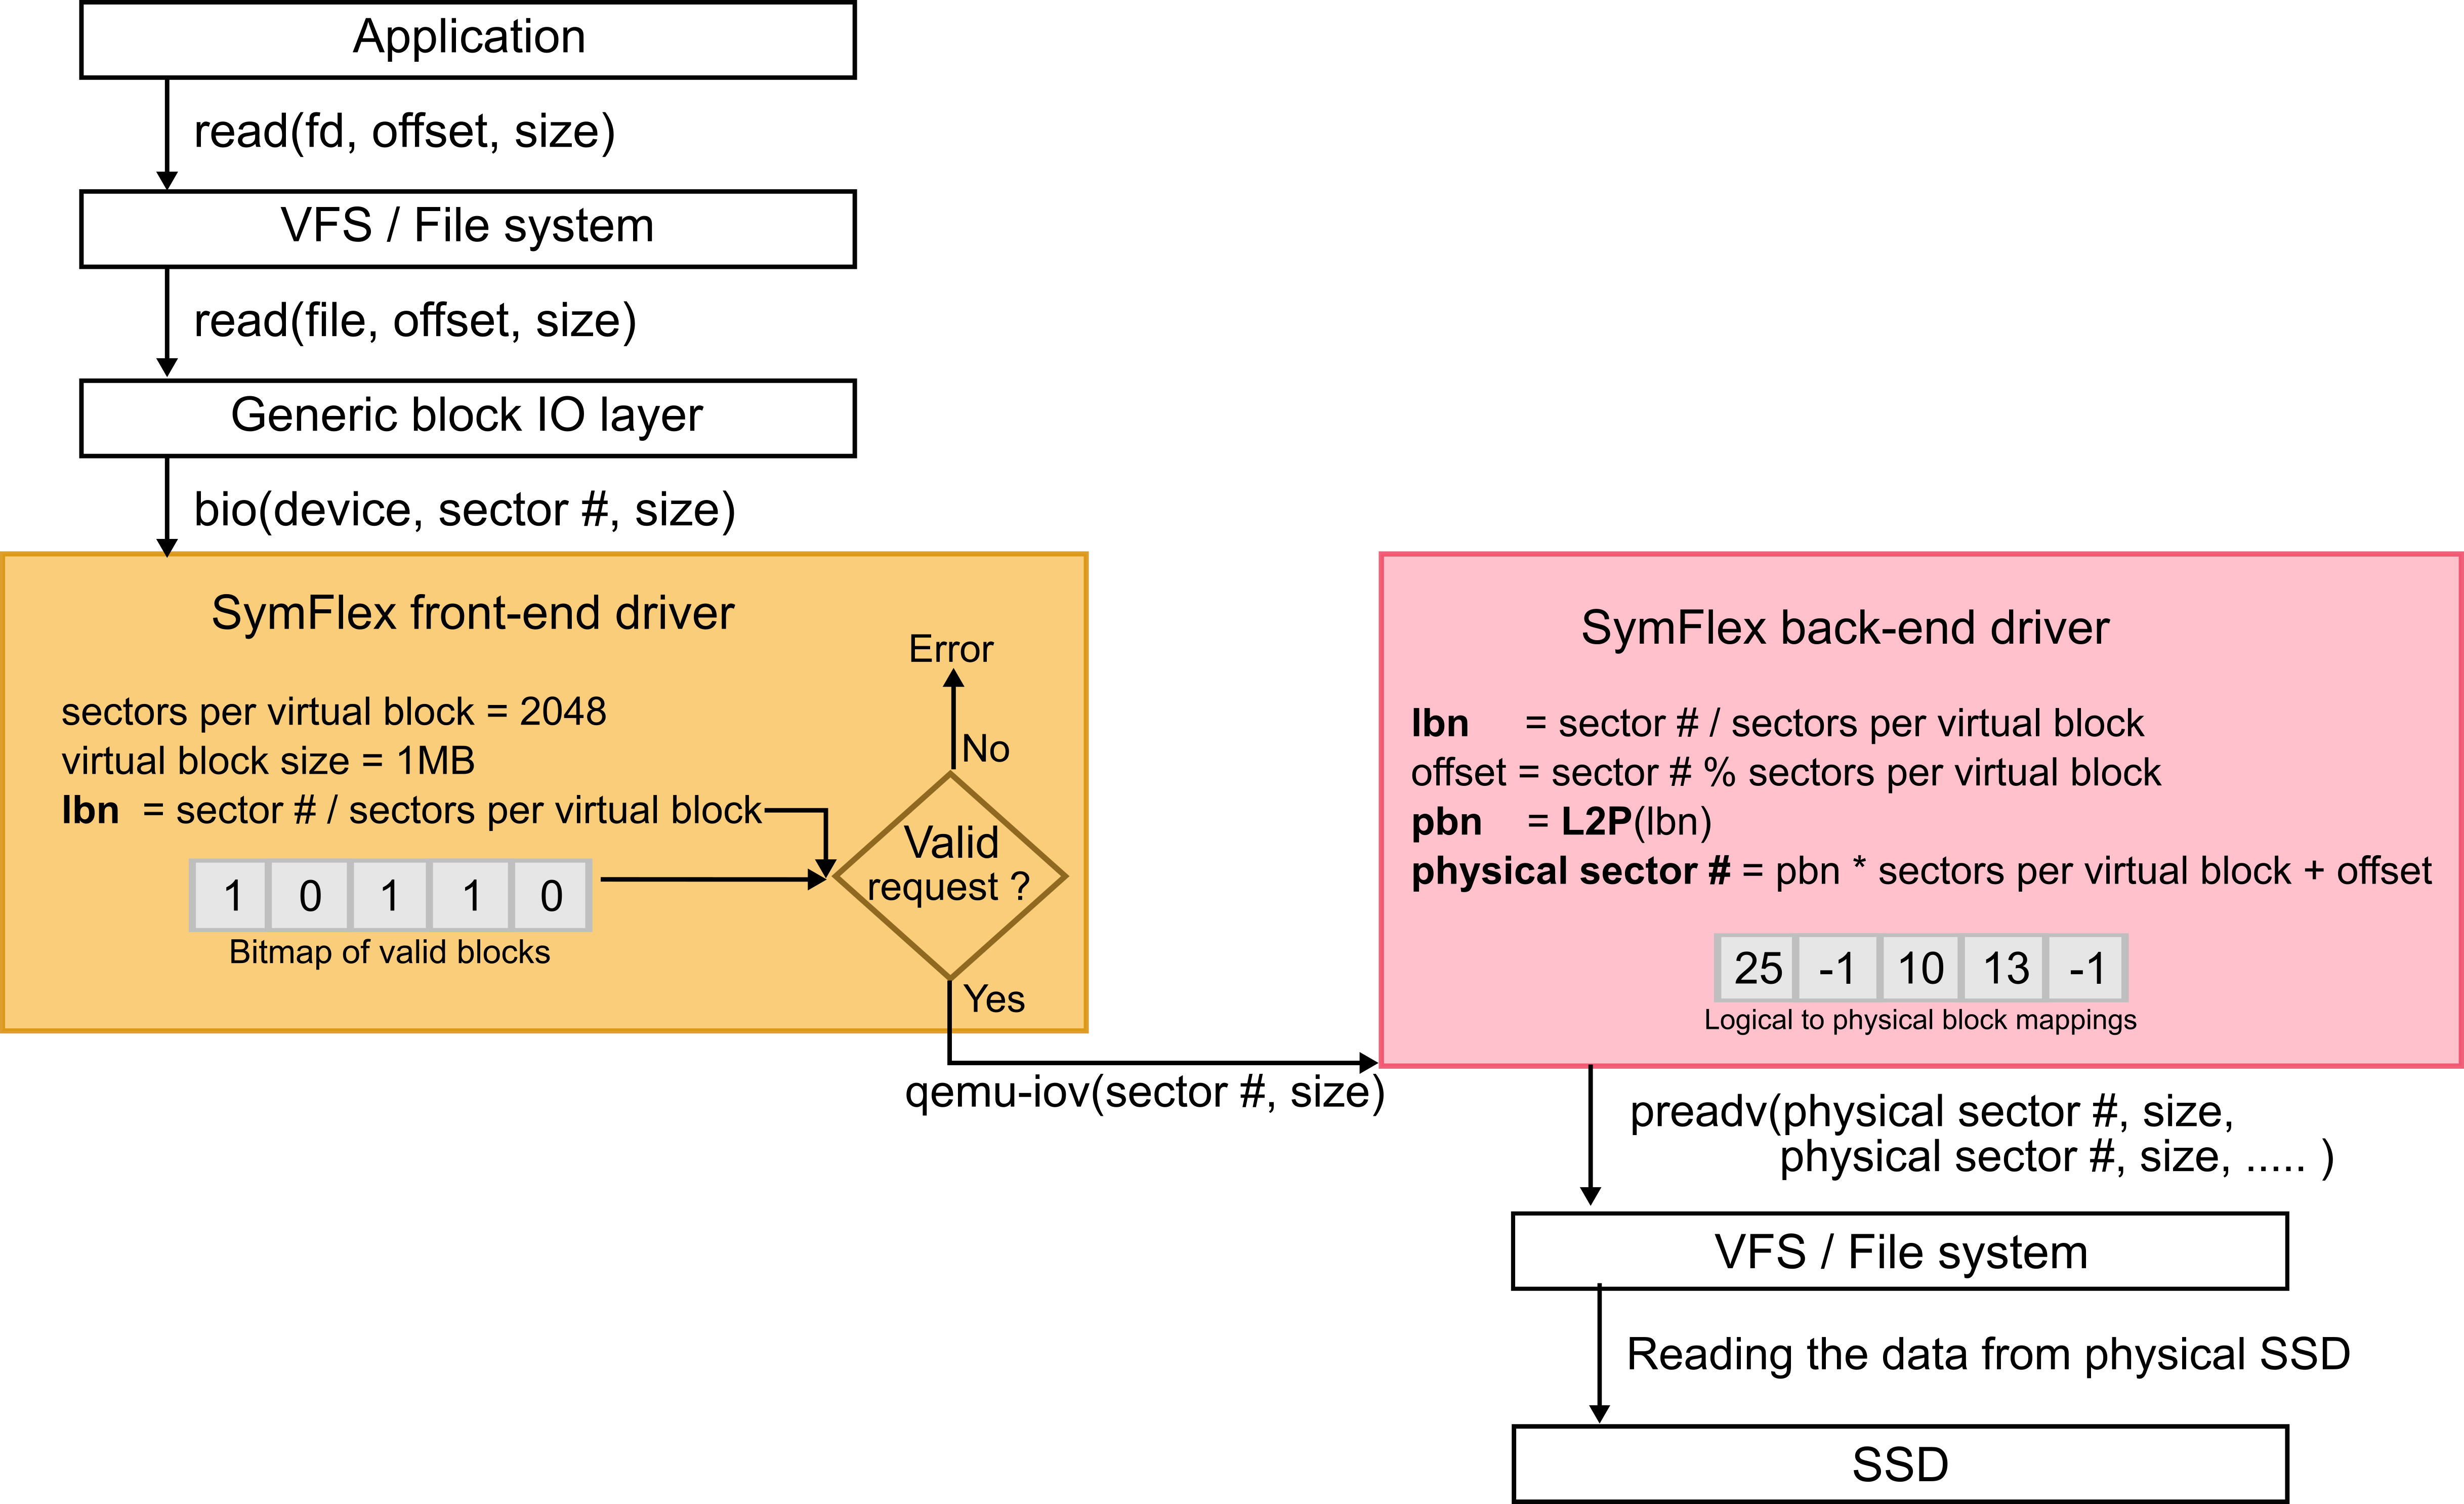 Application
read(fd, offset, size)
VFS / File system
read(file, offset, size)
Generic block IO layer
bio(device, sector #, size)
SymFlex front-end driver
sectors per virtual block = 2048
virtual block size = 1MB
lbn = sector # / sectors per virtual block
1 0 1 1 0
Bitmap of valid blocks
Error
No
Valid
request ?
Yes
qemu-iov(sector #, size)
SymFlex back-end driver
lbn = sector # / sectors per virtual block
offset = sector # % sectors per virtual block
pbn = L2P(lbn)
physical sector # = pbn * sectors per virtual block + offset
25 -1 10 13 -1
Logical to physical block mappings
preadv(physical sector #, size,
physical sector #, size, ..... )
VFS / File system
Reading the data from physical SSD
SSD